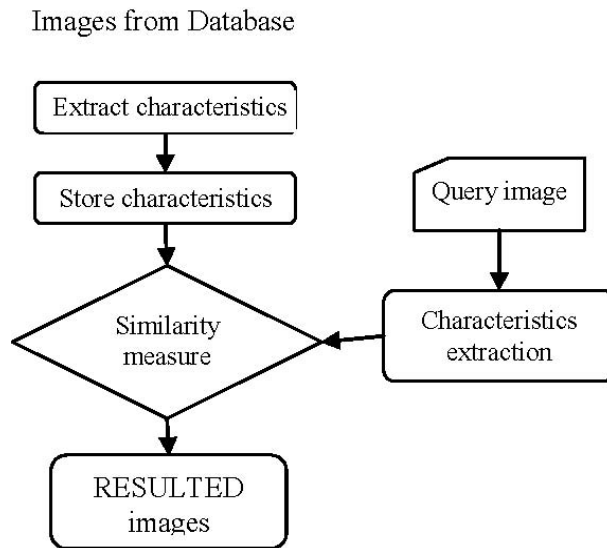 Images from Database
Extract characteristics
Store characteristics
Query image
Similarity
measure
Characteristics
extraction
RESULTED
images